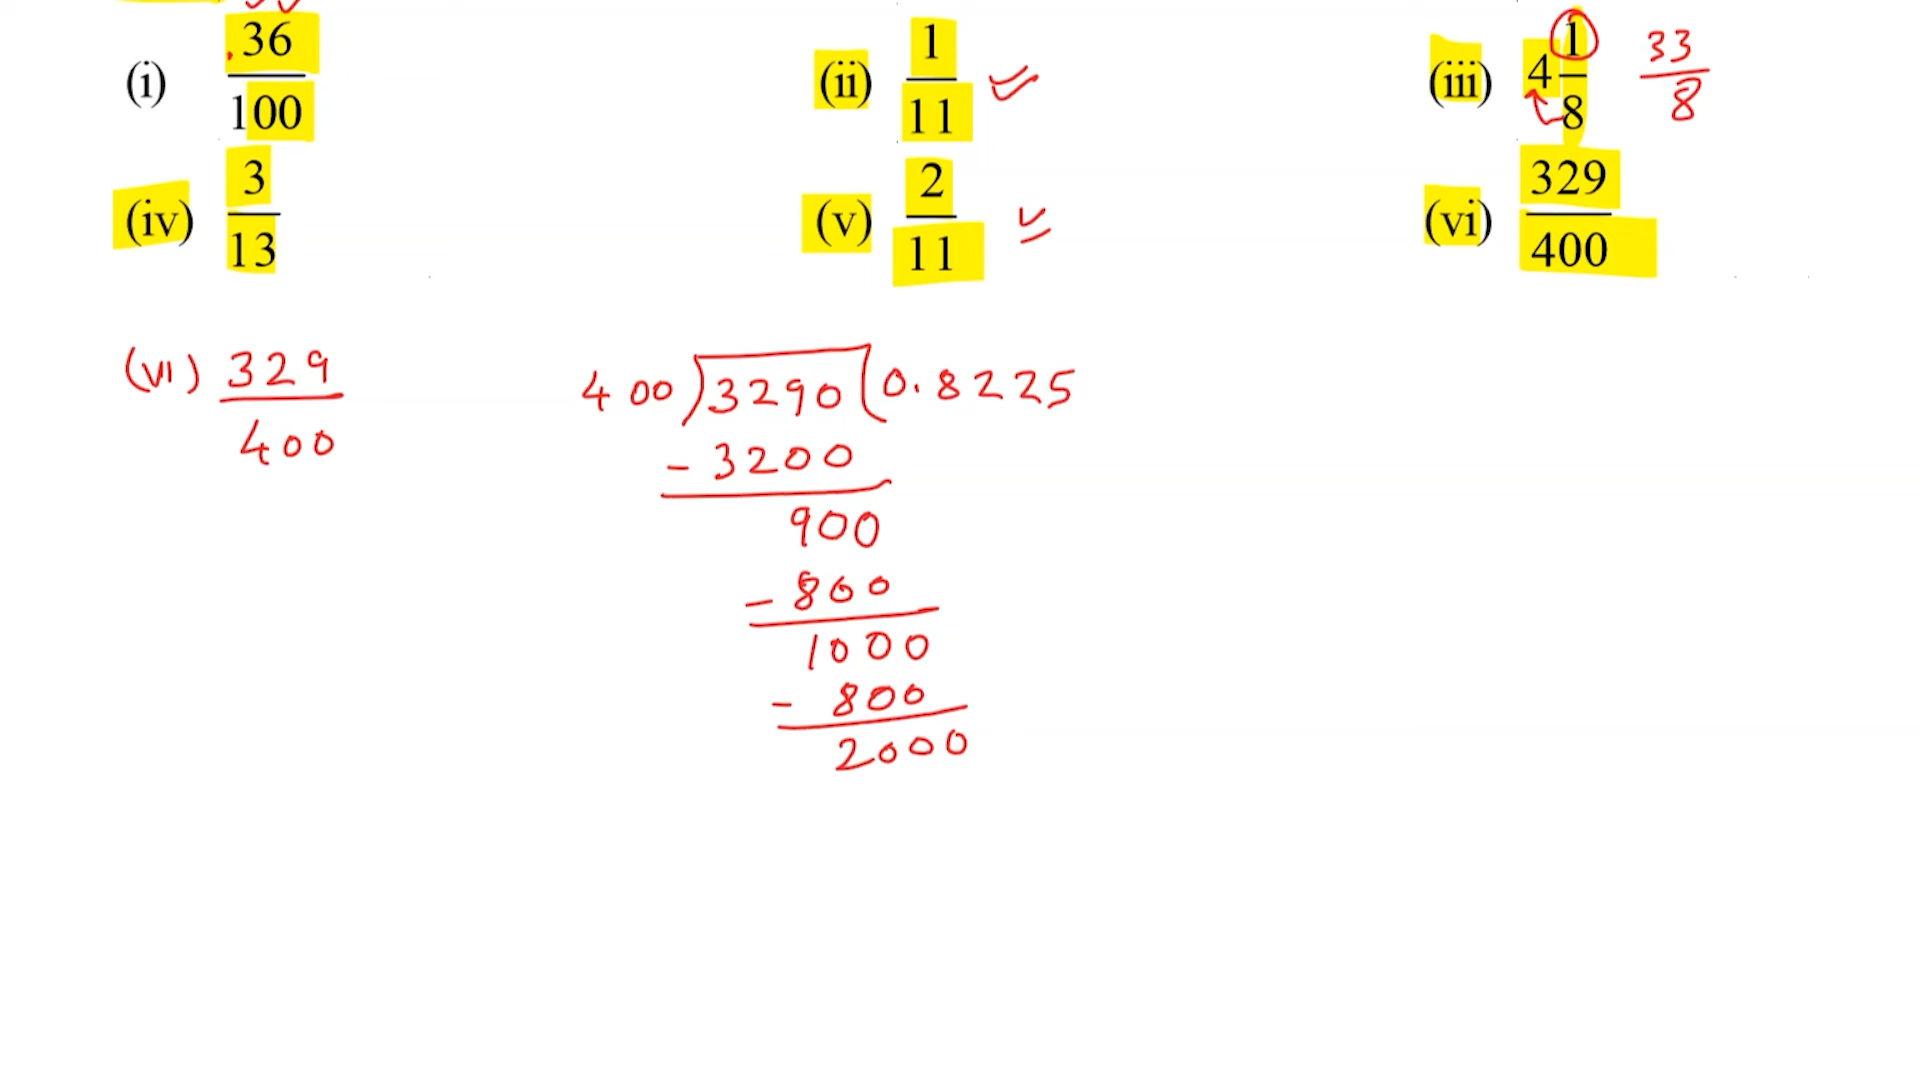 (i) .36/100 (ii) 1/11 (iii) 4 1/8 33/8
(iv) 3/13 (v) 2/11 (vi) 329/400
(VI) 329/400 400)3290(0.8225
- 3200
900
- 800
1000
- 800
2000